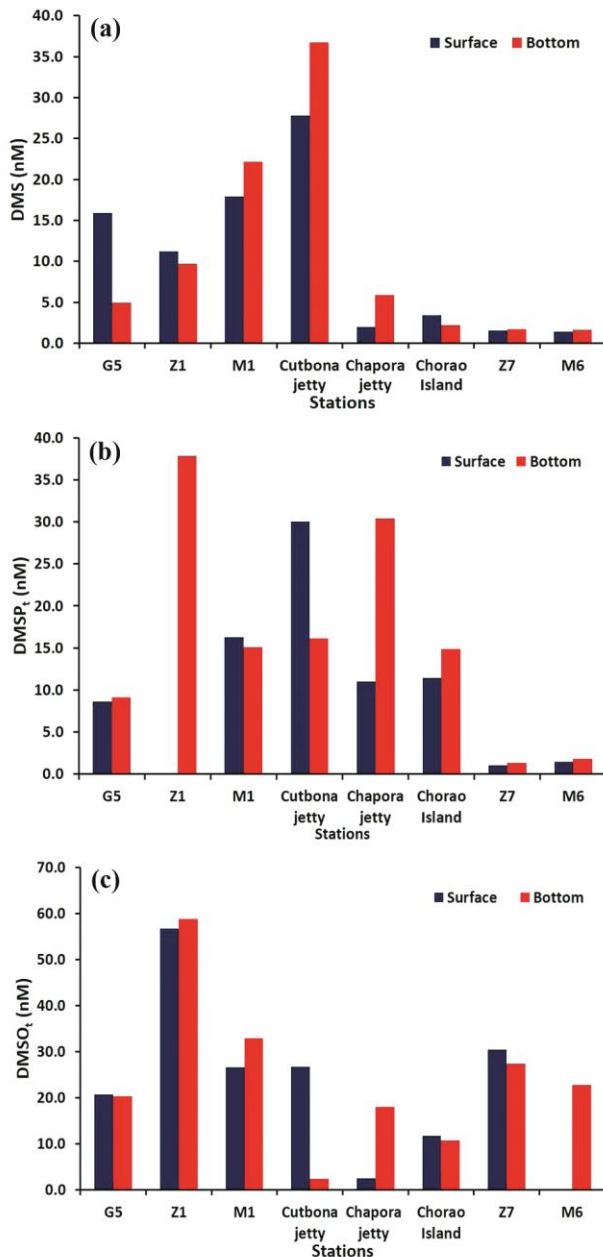 (a)
Surface Bottom
DMS (nM)
40.0
35.0
30.0
25.0
20.0
15.0
10.0
5.0
0.0
G5 Z1 M1 Cutbona Chapora Chorao Z7 M6
jetty jetty Island
Stations
(b)
Surface Bottom
DMSPt (nM)
40.0
35.0
30.0
25.0
20.0
15.0
10.0
5.0
0.0
G5 Z1 M1 Cutbona Chapora Chorao Z7 M6
jetty jetty Island
Stations
(c)
Surface Bottom
DMSOt (nM)
70.0
60.0
50.0
40.0
30.0
20.0
10.0
0.0
G5 Z1 M1 Cutbona Chapora Chorao Z7 M6
jetty jetty Island
Stations